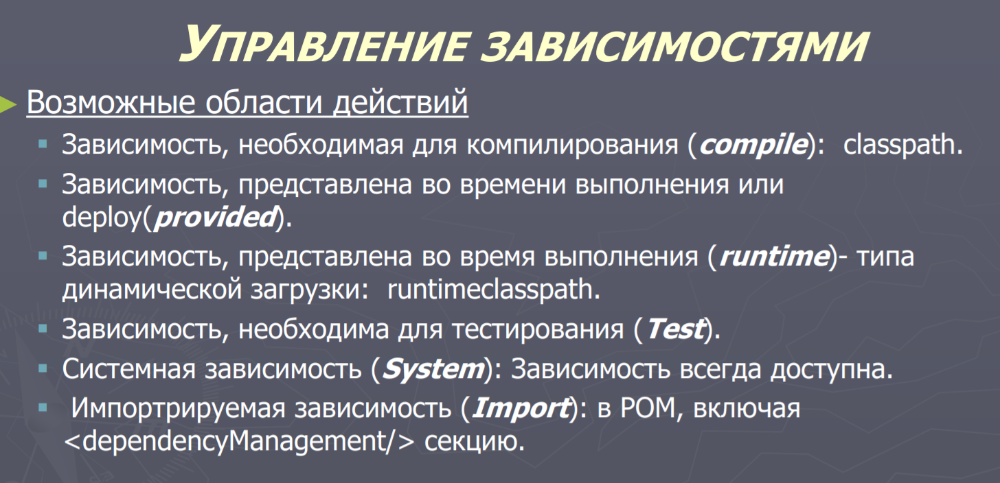 УПРАВЛЕНИЕ ЗАВИСИМОСТЯМИ
Возможные области действий
Зависимость, необходимая для компилирования (compile): classpath.
Зависимость, представлена во времени выполнения или
deploy(provided).
Зависимость, представлена во время выполнения (runtime)- типа
динамической загрузки: runtimeclasspath.
Зависимость, необходима для тестирования (Test).
Системная зависимость (System): Зависимость всегда доступна.
Импортрируемая зависимость (Import): в POM, включая
<dependencyManagement/> секцию.